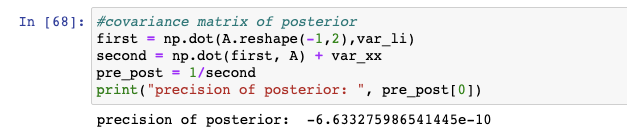 In [68]: #covariance matrix of posterior
first = np.dot(A.reshape(-1,2),var_li)
second = np.dot(first, A) + var_xx
pre_post = 1/second
print("precision of posterior: ", pre_post[0])
precision of posterior:  -6.633275986541445e-10